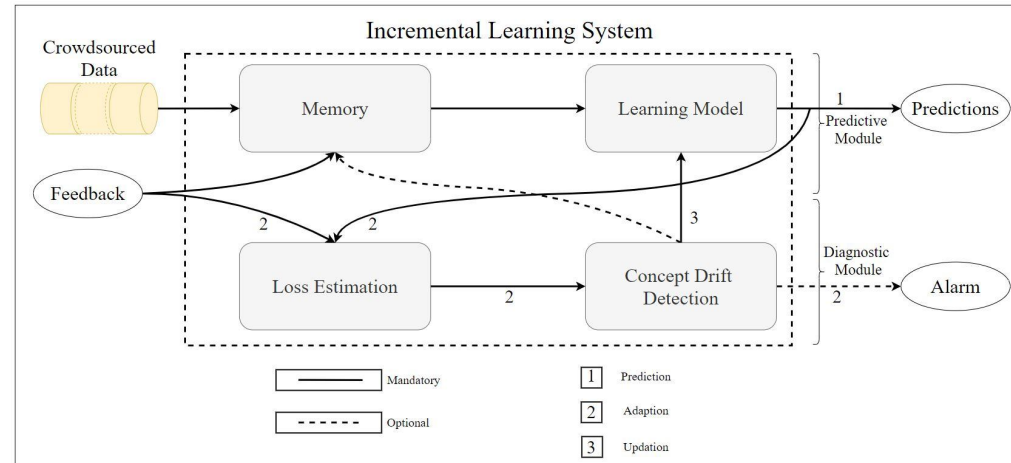 Incremental Learning System
Crowdsourced
Data
Memory
Learning Model
1
Predictions
Predictive
Module
Feedback
2
2
3
Loss Estimation
2
Concept Drift
Detection
Diagnostic
Module
2
Alarm
Mandatory
Optional
1 Prediction
2 Adaption
3 Updation